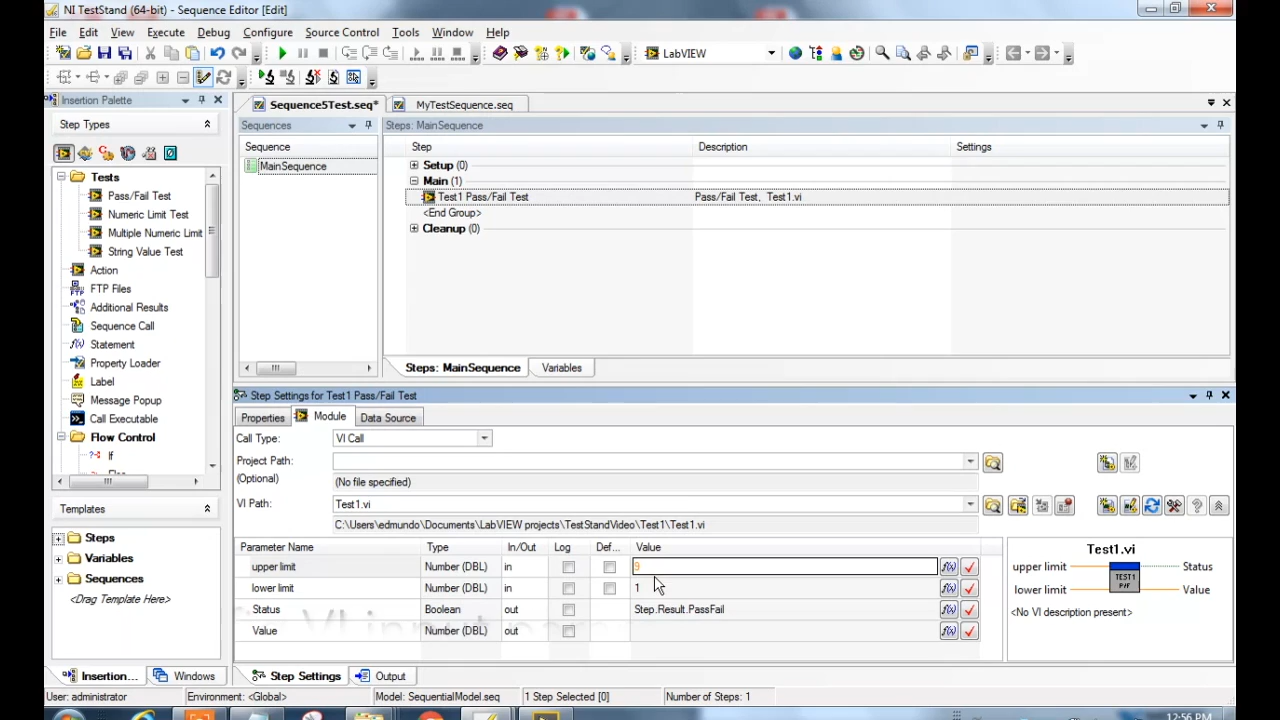 NI TestStand (64-bit) - Sequence Editor [Edit]
File Edit View Execute Debug Configure Source Control Tools Window Help
LabVIEW
Insertion Palette
Step Types
Tests
Pass/Fail Test
Numeric Limit Test
Multiple Numeric Limit
String Value Test
Action
FTP Files
Additional Results
Sequence Call
Statement
Property Loader
Label
Message Popup
Call Executable
Flow Control
If
Templates
Steps
Variables
Sequences
<Drag Template Here>
Insertion... Windows
Sequence5Test.seq* MyTestSequence.seq
Sequences
Sequence
MainSequence
Steps: MainSequence
Step Description Settings
Setup (0)
Main (1)
Test1 Pass/Fail Test Pass/Fail Test, Test1.vi
<End Group>
Cleanup (0)
Steps: MainSequence Variables
Step Settings for Test1 Pass/Fail Test
Properties Module Data Source
Call Type: VI Call
Project Path:
(Optional) (No file specified)
VI Path: Test1.vi
C:\Users\edmundo\Documents\LabVIEW projects\TestStandVideo\Test1\Test1.vi
Parameter Name Type In/Out Log Def... Value
upper limit Number (DBL) in 9
lower limit Number (DBL) in 1
Status Boolean out Step.Result.PassFail
Value Number (DBL) out
Test1.vi
upper limit Status
TEST1
P/F
lower limit Value
<No VI description present>
Step Settings Output
User: administrator Environment: <Global> Model: SequentialModel.seq 1 Step Selected [0] Number of Steps: 1
12:56 PM